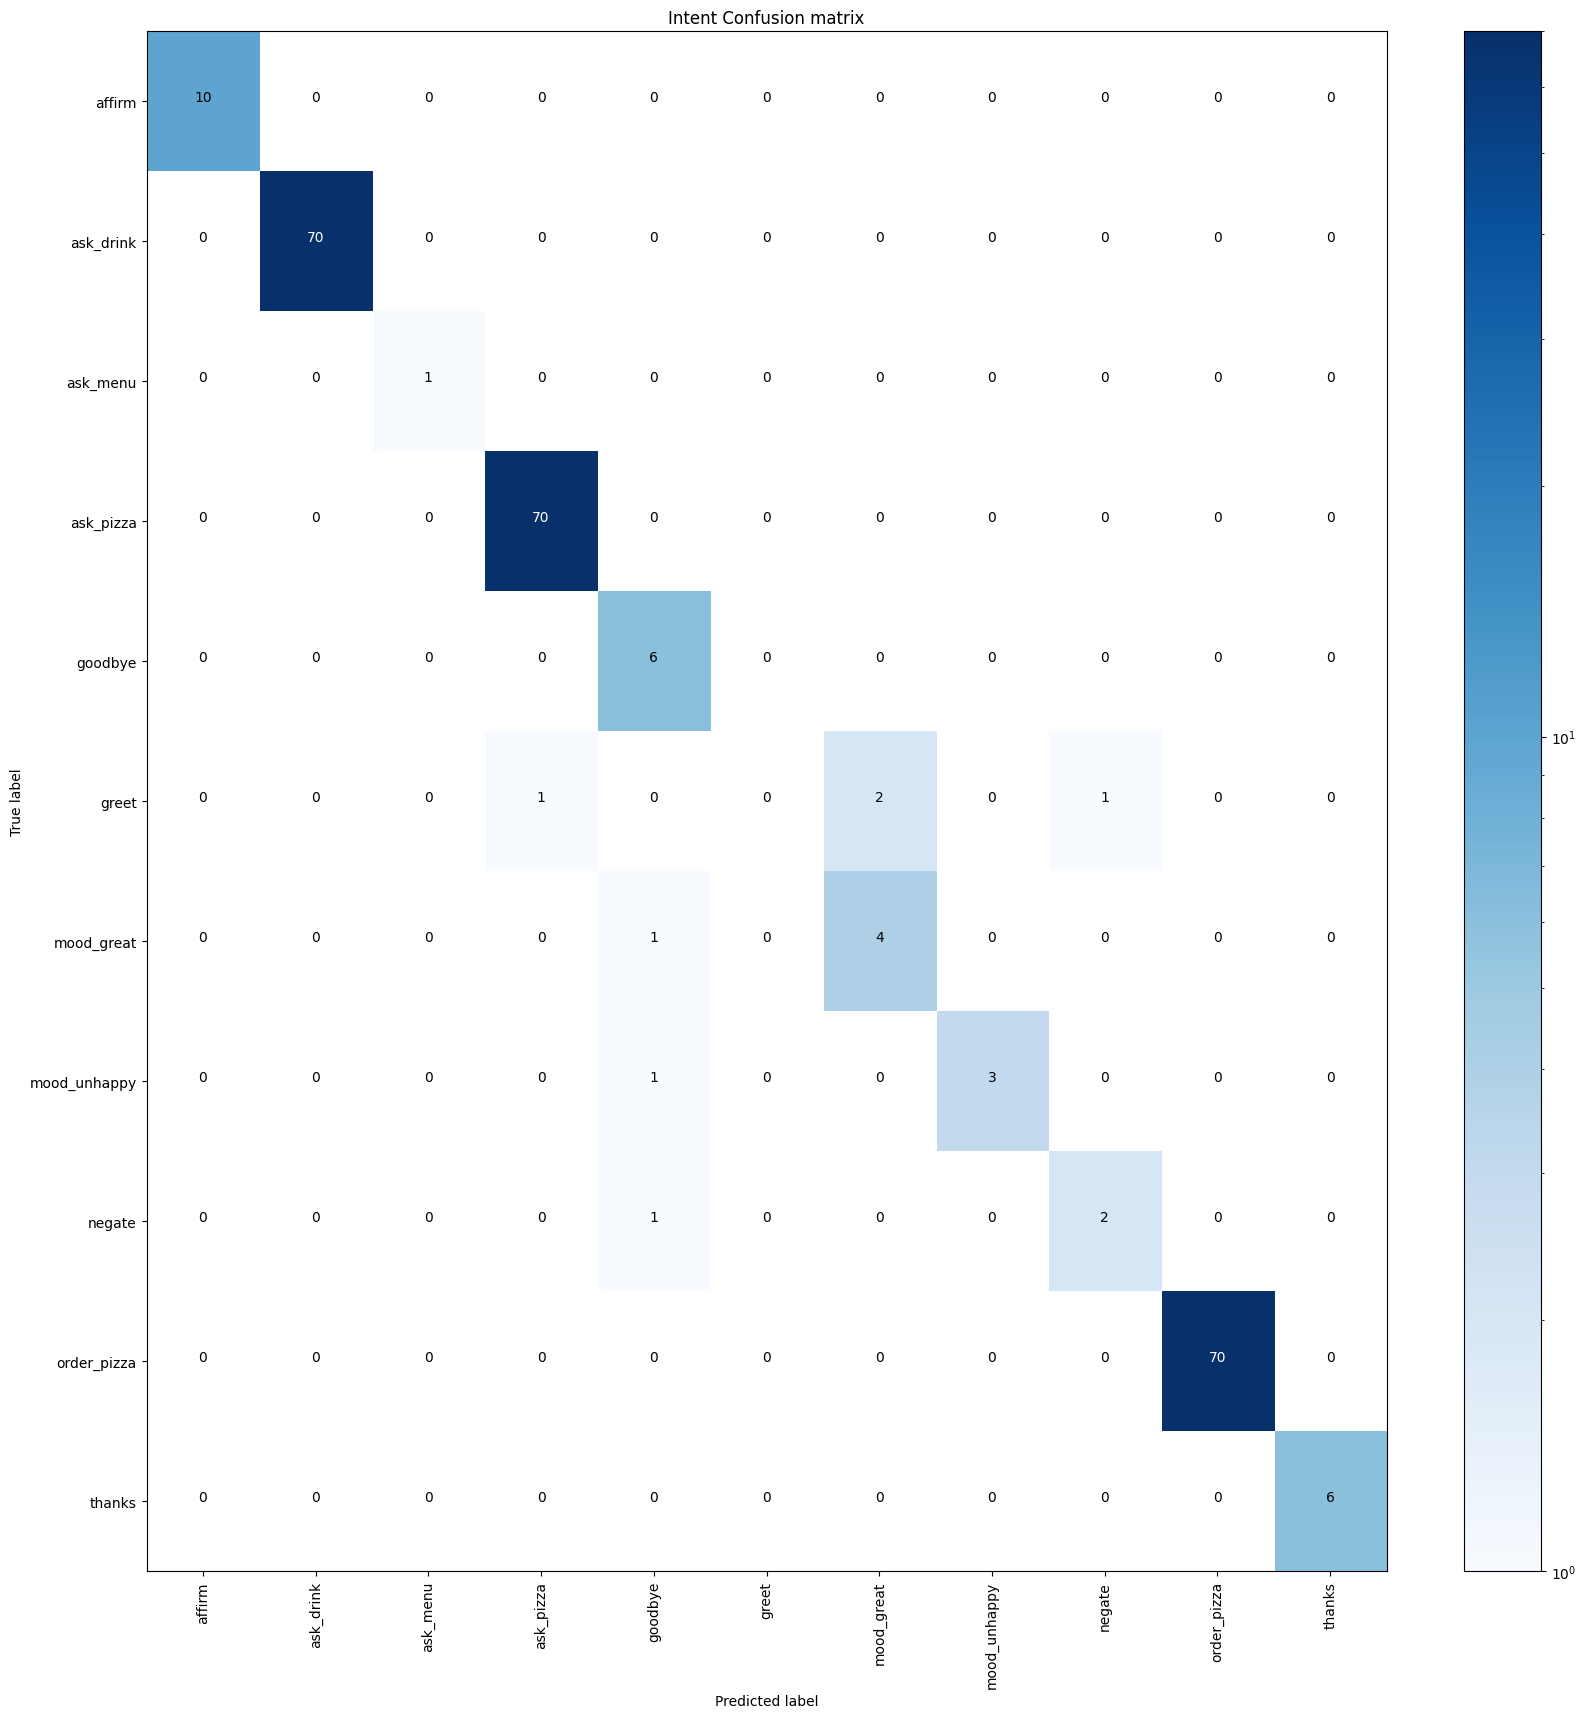 Intent Confusion matrix
affirm 10 0 0 0 0 0 0 0 0 0 0
ask_drink 0 70 0 0 0 0 0 0 0 0 0
ask_menu 0 0 1 0 0 0 0 0 0 0 0
ask_pizza 0 0 0 70 0 0 0 0 0 0 0
goodbye 0 0 0 0 6 0 0 0 0 0 0
greet 0 0 0 1 0 0 2 0 1 0 0
mood_great 0 0 0 0 1 0 4 0 0 0 0
mood_unhappy 0 0 0 0 1 0 0 3 0 0 0
negate 0 0 0 0 1 0 0 0 2 0 0
order_pizza 0 0 0 0 0 0 0 0 0 70 0
thanks 0 0 0 0 0 0 0 0 0 0 6
True label
affirm ask_drink ask_menu ask_pizza goodbye greet mood_great mood_unhappy negate order_pizza thanks
Predicted label
10¹
10⁰